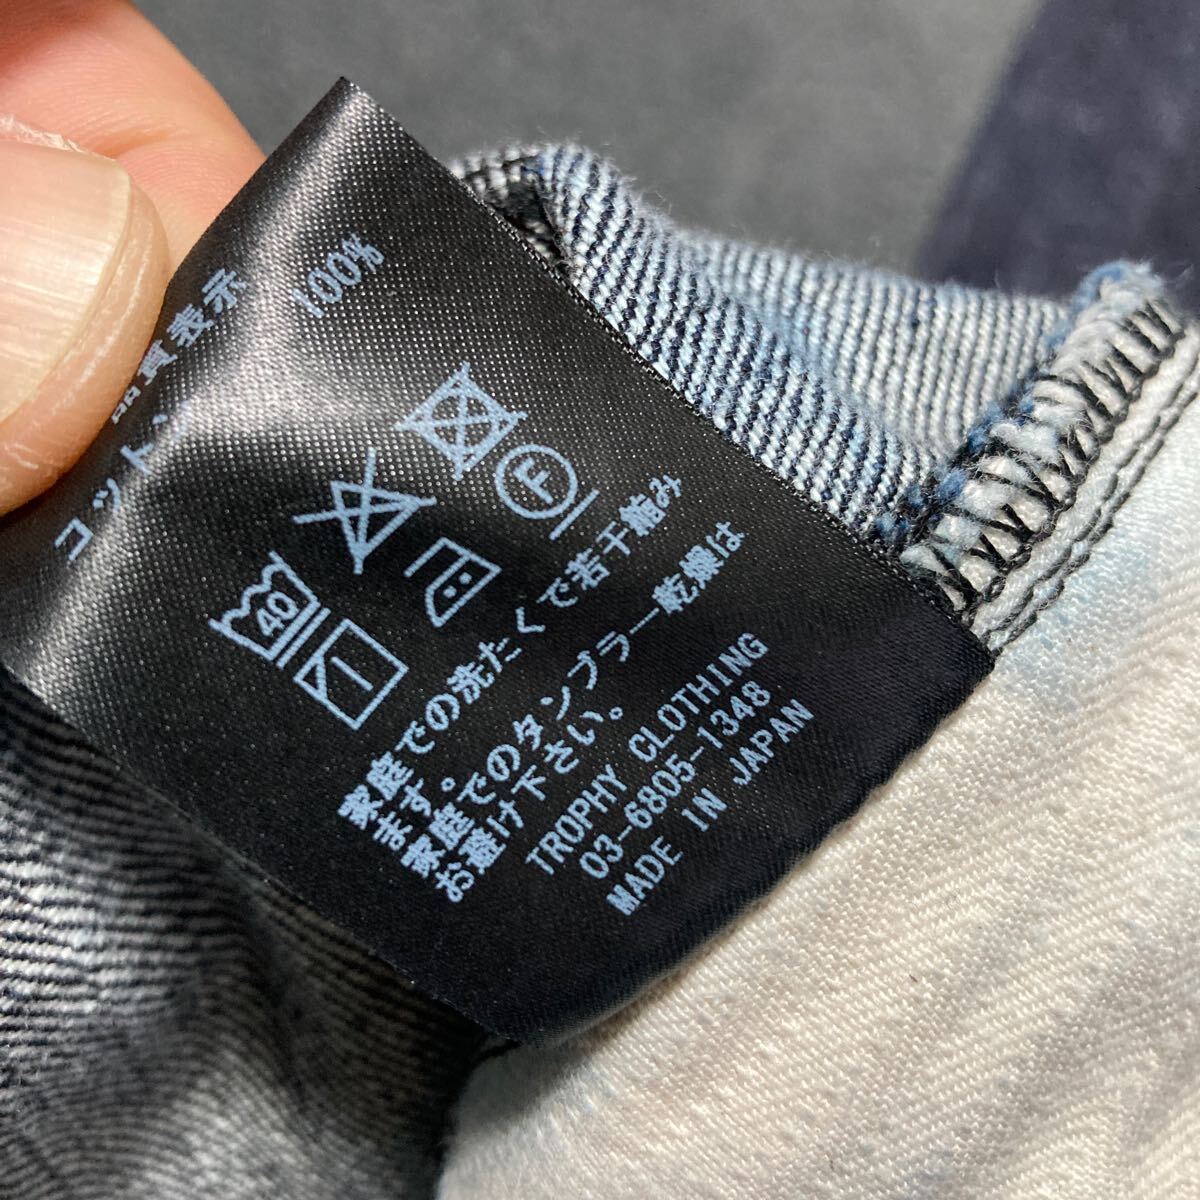 品質表示
コットン 100%
40
F
家庭での洗たくで若干縮み
ます。
家庭でのタンブラー乾燥は
お避け下さい。
TROPHY CLOTHING
03-6805-1348
MADE IN JAPAN